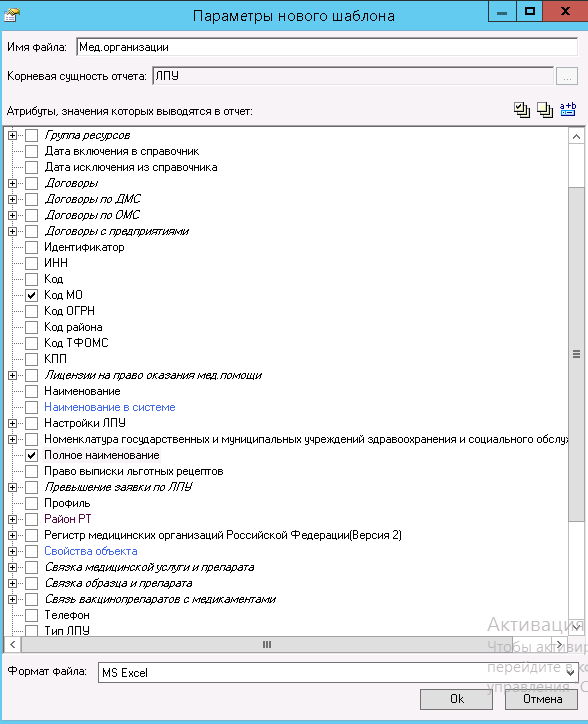 Параметры нового шаблона
Имя файла: Мед.организации
Корневая сущность отчета: ЛПУ ...
Атрибуты, значения которых выводятся в отчет: a+b
Группа ресурсов
Дата включения в справочник
Дата исключения из справочника
Договоры
Договоры по ДМС
Договоры по ОМС
Договоры с предприятиями
Идентификатор
ИНН
Код
Код МО
Код ОГРН
Код района
Код ТФОМС
КПП
Лицензии на право оказания мед.помощи
Наименование
Наименование в системе
Настройки ЛПУ
Номенклатура государственных и муниципальных учреждений здравоохранения и социального обслу
Полное наименование
Право выписки льготных рецептов
Превышение заявки по ЛПУ
Профиль
Район РТ
Регистр медицинских организаций Российской Федерации(Версия 2)
Свойства объекта
Связка медицинской услуги и препарата
Связка образца и препарата
Связь вакцинопрепаратов с медикаментами
Телефон
Тип ЛПУ
Активация
Чтобы активир
Формат файла: MS Excel
перейдите в ко
управления "С
Ok Отмена